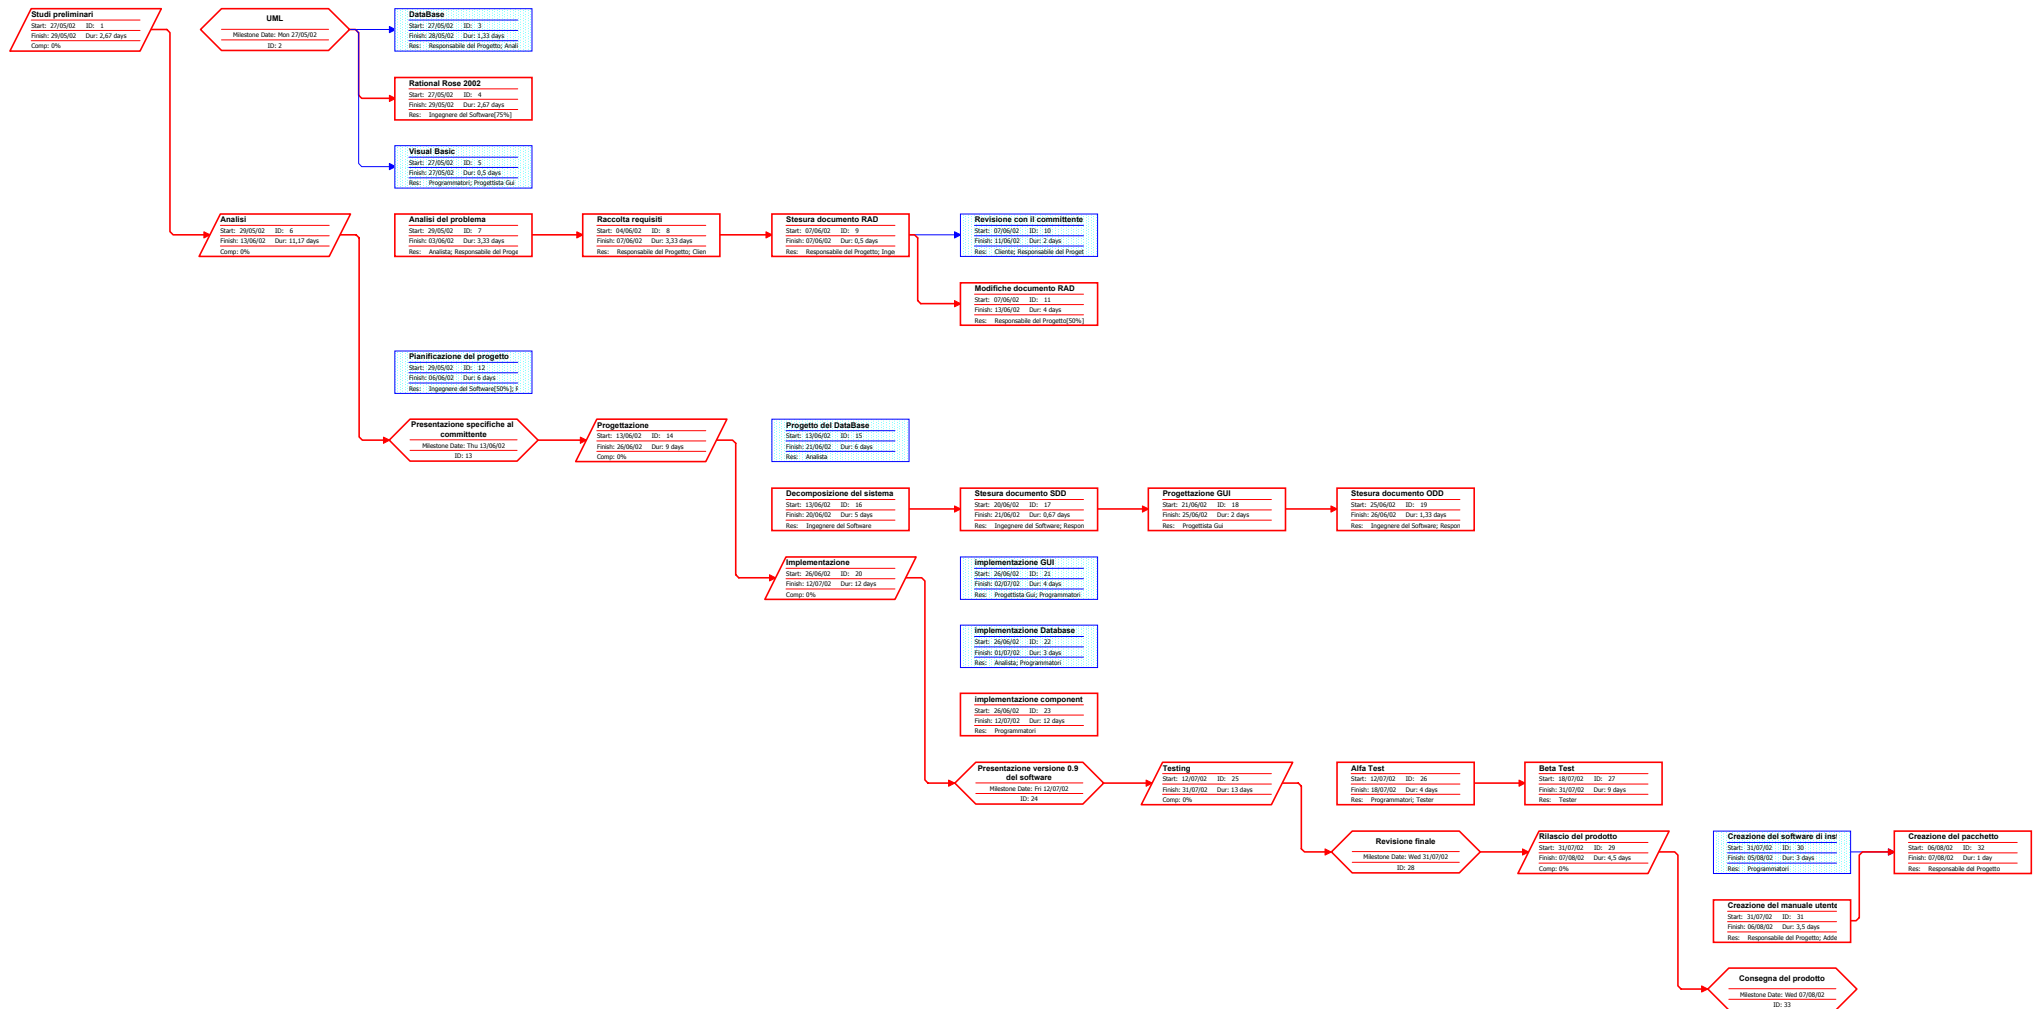 Studi preliminari
Start: 27/05/02 ID: 1
Finish: 29/05/02 Dur: 2,67 days
Comp: 0%
UML
Milestone Date: Mon 27/05/02
ID: 2
DataBase
Start: 27/05/02 ID: 3
Finish: 28/05/02 Dur: 1,33 days
Res: Responsabile del Progetto; Anali
Rational Rose 2002
Start: 27/05/02 ID: 4
Finish: 29/05/02 Dur: 2,67 days
Res: Ingegnere del Software[75%]
Visual Basic
Start: 27/05/02 ID: 5
Finish: 27/05/02 Dur: 0,5 days
Res: Programmatori; Progettista Gui
Analisi
Start: 29/05/02 ID: 6
Finish: 13/06/02 Dur: 11,17 days
Comp: 0%
Analisi del problema
Start: 29/05/02 ID: 7
Finish: 03/06/02 Dur: 3,33 days
Res: Analista; Responsabile del Proge
Raccolta requisiti
Start: 04/06/02 ID: 8
Finish: 07/06/02 Dur: 3,33 days
Res: Responsabile del Progetto; Clien
Stesura documento RAD
Start: 07/06/02 ID: 9
Finish: 07/06/02 Dur: 0,5 days
Res: Responsabile del Progetto; Inge
Revisione con il committente
Start: 07/06/02 ID: 10
Finish: 11/06/02 Dur: 2 days
Res: Cliente; Responsabile del Proget
Modifiche documento RAD
Start: 07/06/02 ID: 11
Finish: 13/06/02 Dur: 4 days
Res: Responsabile del Progetto[50%]
Pianificazione del progetto
Start: 29/05/02 ID: 12
Finish: 06/06/02 Dur: 6 days
Res: Ingegnere del Software[50%]; F
Presentazione specifiche al
committente
Milestone Date: Thu 13/06/02
ID: 13
Progettazione
Start: 13/06/02 ID: 14
Finish: 26/06/02 Dur: 9 days
Comp: 0%
Progetto del DataBase
Start: 13/06/02 ID: 15
Finish: 21/06/02 Dur: 6 days
Res: Analista
Decomposizione del sistema
Start: 13/06/02 ID: 16
Finish: 20/06/02 Dur: 5 days
Res: Ingegnere del Software
Stesura documento SDD
Start: 20/06/02 ID: 17
Finish: 21/06/02 Dur: 0,67 days
Res: Ingegnere del Software; Respon
Progettazione GUI
Start: 21/06/02 ID: 18
Finish: 25/06/02 Dur: 2 days
Res: Progettista Gui
Stesura documento ODD
Start: 25/06/02 ID: 19
Finish: 26/06/02 Dur: 1,33 days
Res: Ingegnere del Software; Respon
Implementazione
Start: 26/06/02 ID: 20
Finish: 12/07/02 Dur: 12 days
Comp: 0%
implementazione GUI
Start: 26/06/02 ID: 21
Finish: 02/07/02 Dur: 4 days
Res: Progettista Gui; Programmatori
implementazione Database
Start: 26/06/02 ID: 22
Finish: 01/07/02 Dur: 3 days
Res: Analista; Programmatori
implementazione component
Start: 26/06/02 ID: 23
Finish: 12/07/02 Dur: 12 days
Res: Programmatori
Presentazione versione 0.9
del software
Milestone Date: Fri 12/07/02
ID: 24
Testing
Start: 12/07/02 ID: 25
Finish: 31/07/02 Dur: 13 days
Comp: 0%
Alfa Test
Start: 12/07/02 ID: 26
Finish: 18/07/02 Dur: 4 days
Res: Programmatori; Tester
Beta Test
Start: 18/07/02 ID: 27
Finish: 31/07/02 Dur: 9 days
Res: Tester
Revisione finale
Milestone Date: Wed 31/07/02
ID: 28
Rilascio del prodotto
Start: 31/07/02 ID: 29
Finish: 07/08/02 Dur: 4,5 days
Comp: 0%
Creazione del software di inst
Start: 31/07/02 ID: 30
Finish: 05/08/02 Dur: 3 days
Res: Programmatori
Creazione del pacchetto
Start: 06/08/02 ID: 32
Finish: 07/08/02 Dur: 1 day
Res: Responsabile del Progetto
Creazione del manuale utente
Start: 31/07/02 ID: 31
Finish: 06/08/02 Dur: 3,5 days
Res: Responsabile del Progetto; Adde
Consegna del prodotto
Milestone Date: Wed 07/08/02
ID: 33